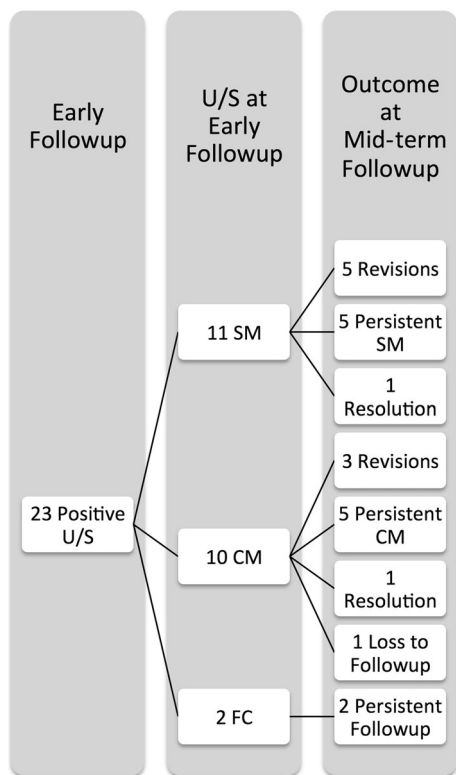 Early
Followup
U/S at
Early
Followup
Outcome
at
Mid-term
Followup
23 Positive
U/S
11 SM
10 CM
2 FC
5 Revisions
5 Persistent
SM
1
Resolution
3 Revisions
5 Persistent
CM
1
Resolution
1 Loss to
Followup
2 Persistent
Followup